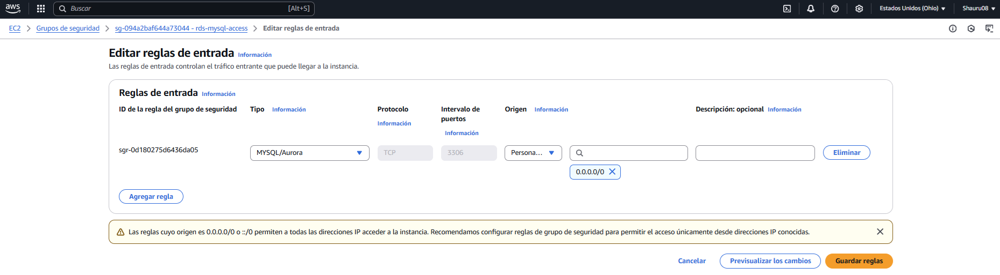 aws
Buscar [Alt+S] Estados Unidos (Ohio) Shauru08
EC2 Grupos de seguridad sg-094a2baf644a73044 - rds-mysql-access Editar reglas de entrada
Editar reglas de entrada Información
Las reglas de entrada controlan el tráfico entrante que puede llegar a la instancia.
Reglas de entrada Información
ID de la regla del grupo de seguridad Tipo Información Protocolo Información Intervalo de puertos Información Origen Información Descripción: opcional Información
sgr-0d180275d6436da05 MYSQL/Aurora TCP 3306 Persona... Eliminar
0.0.0.0/0
Agregar regla
Las reglas cuyo origen es 0.0.0.0/0 o ::/0 permiten a todas las direcciones IP acceder a la instancia. Recomendamos configurar reglas de grupo de seguridad para permitir el acceso únicamente desde direcciones IP conocidas.
Cancelar Previsualizar los cambios Guardar reglas